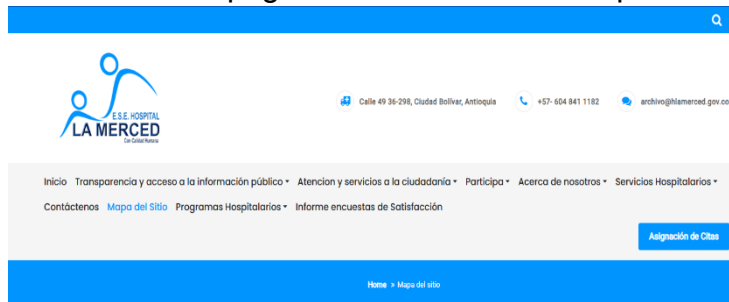 E.S.E. HOSPITAL
LA MERCED
Con Calidad Humana
Calle 49 36-298, Ciudad Bolívar, Antioquia +57- 604 841 1182 archivo@hlamerced.gov.co
Inicio Transparencia y acceso a la información público Atencion y servicios a la ciudadanía Participa Acerca de nosotros Servicios Hospitalarios
Contáctenos Mapa del Sitio Programas Hospitalarios Informe encuestas de Satisfacción
Asignación de Citas
Home » Mapa del sitio